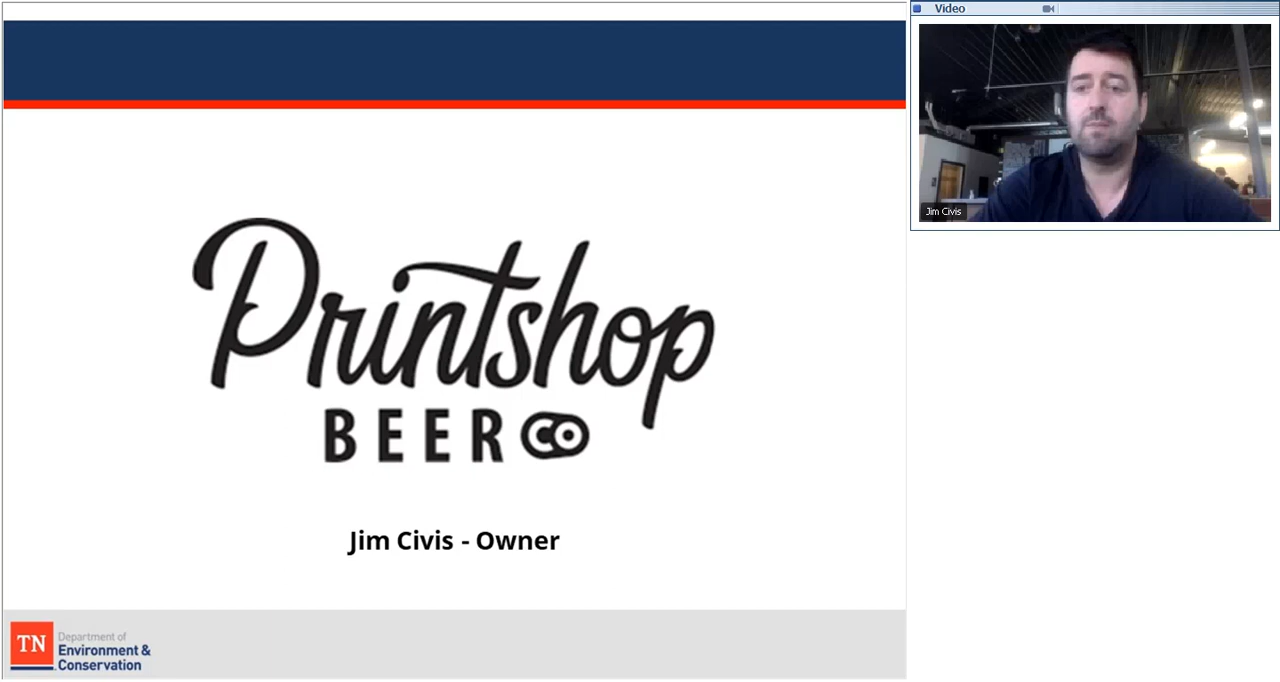 Printshop
BEER CO
Jim Civis - Owner
TN
Department of
Environment &
Conservation
Video
Jim Civis